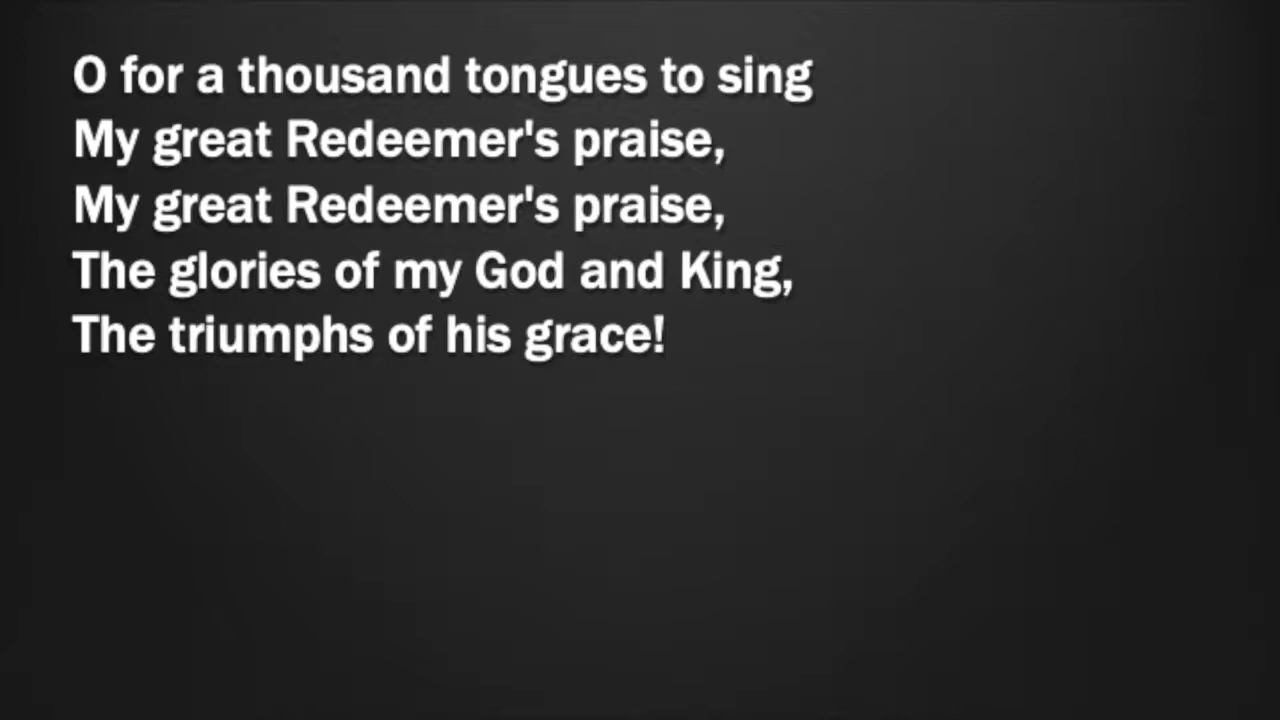 O for a thousand tongues to sing
My great Redeemer's praise,
My great Redeemer's praise,
The glories of my God and King,
The triumphs of his grace!